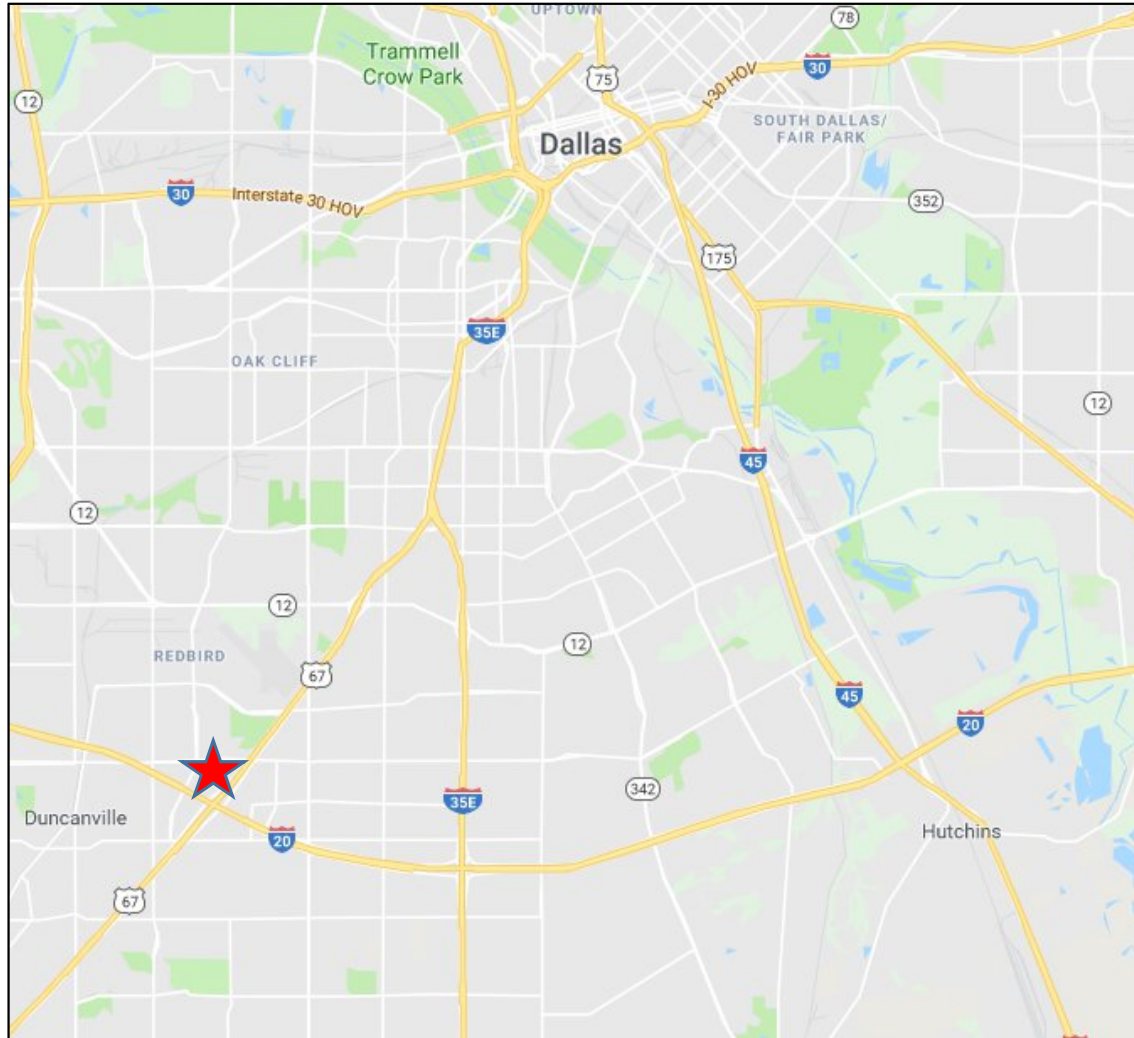 UPTOWN
78
Trammell
Crow Park
75
30
I-30 HOV
12
SOUTH DALLAS/
FAIR PARK
Dallas
30
Interstate 30 HOV
352
175
35E
OAK CLIFF
12
45
12
12
12
REDBIRD
67
45
20
342
35E
Duncanville
20
Hutchins
67